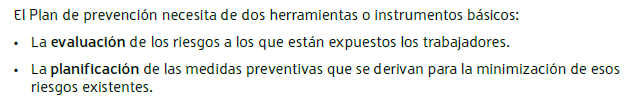 El Plan de prevención necesita de dos herramientas o instrumentos básicos:
• La evaluación de los riesgos a los que están expuestos los trabajadores.
• La planificación de las medidas preventivas que se derivan para la minimización de esos
riesgos existentes.